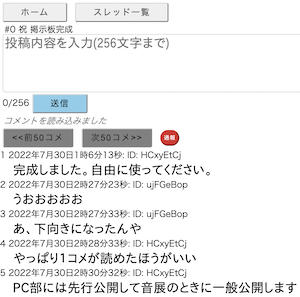 ホーム スレッド一覧
#0 祝 掲示板完成
投稿内容を入力(256文字まで)
0/256 送信
コメントを読み込みました
<<前50コメ 次50コメ>> 通報
1 2022年7月30日1時6分13秒: ID: HCxyEtCj
完成しました。自由に使ってください。
2 2022年7月30日2時27分23秒: ID: ujFGeBop
うおおおおお
3 2022年7月30日2時27分33秒: ID: ujFGeBop
あ、下向きになったんや
4 2022年7月30日2時28分33秒: ID: HCxyEtCj
やっぱり1コメが読めたほうがいい
5 2022年7月30日2時30分32秒: ID: HCxyEtCj
PC部には先行公開して音展のときに一般公開します